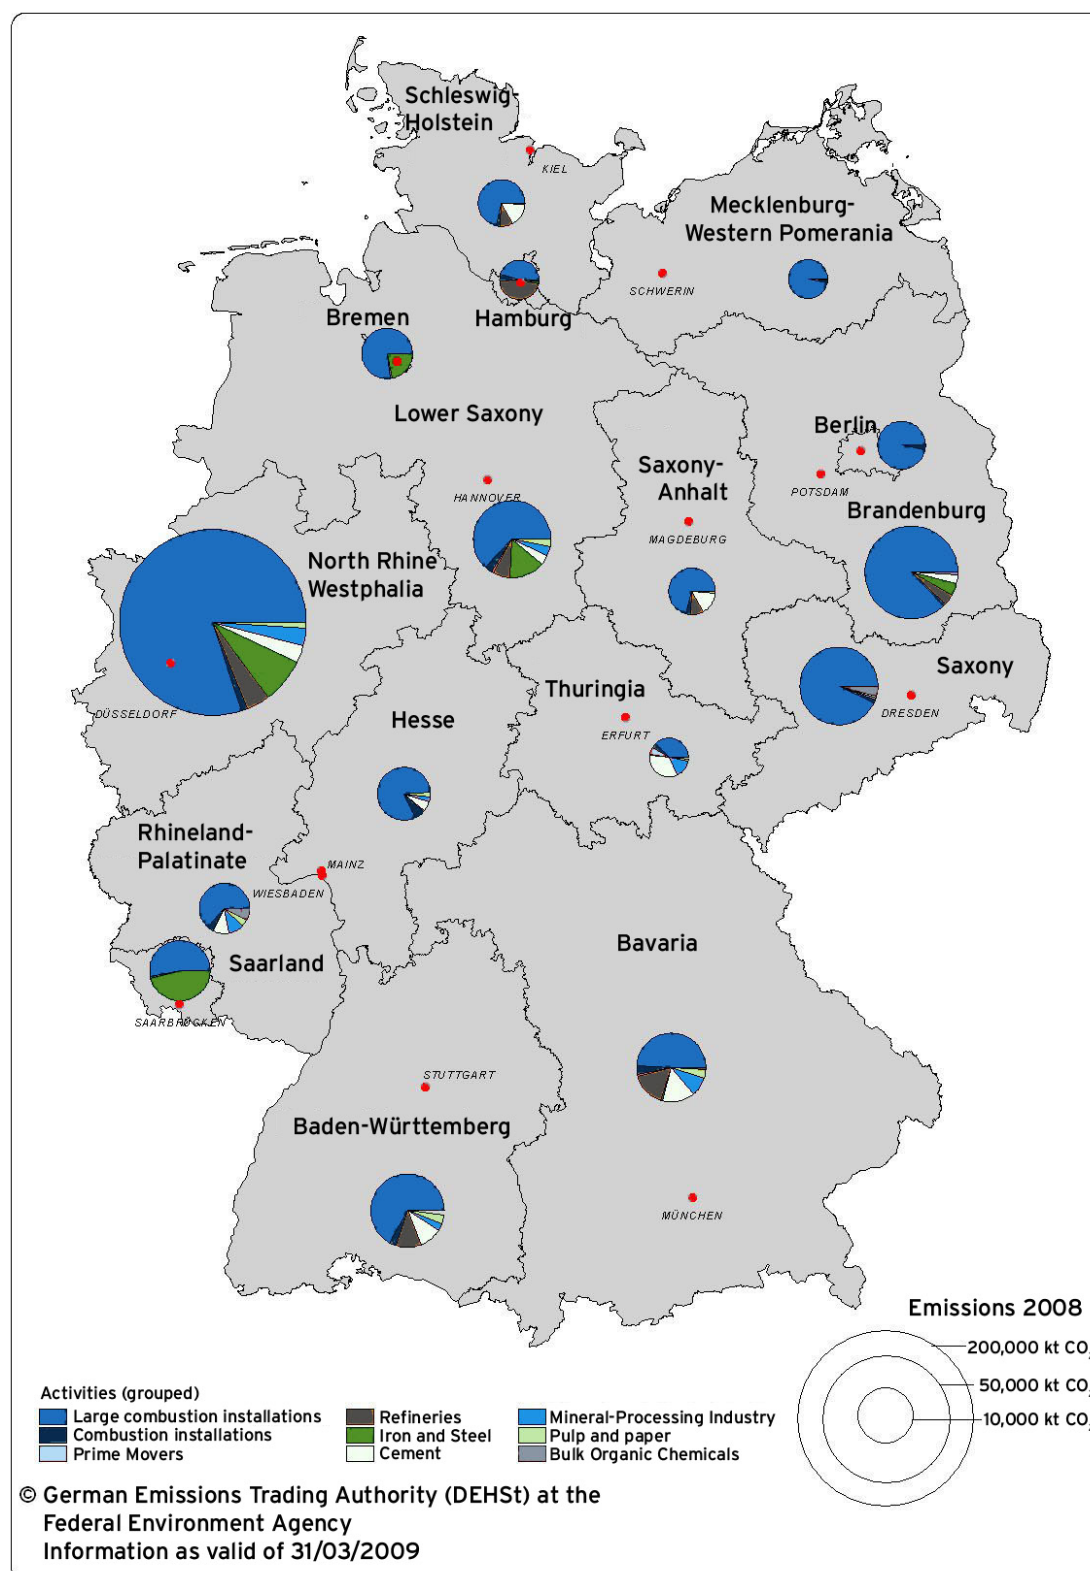 Schleswig-
Holstein
KIEL
Mecklenburg-
Western Pomerania
SCHWERIN
Hamburg
Bremen
Lower Saxony
Berlin
POTSDAM
Saxony-
Anhalt
HANNOVER
MAGDEBURG
Brandenburg
North Rhine
Westphalia
Saxony
DÜSSELDORF
Thuringia
DRESDEN
Hesse
ERFURT
Rhineland-
Palatinate
MAINZ
WIESBADEN
Bavaria
Saarland
SAARBRÜCKEN
STUTTGART
Baden-Württemberg
MÜNCHEN
Emissions 2008
200,000 kt CO
50,000 kt CO
10,000 kt CO
Activities (grouped)
Large combustion installations
Combustion installations
Prime Movers
Refineries
Iron and Steel
Cement
Mineral-Processing Industry
Pulp and paper
Bulk Organic Chemicals
© German Emissions Trading Authority (DEHSt) at the
Federal Environment Agency
Information as valid of 31/03/2009